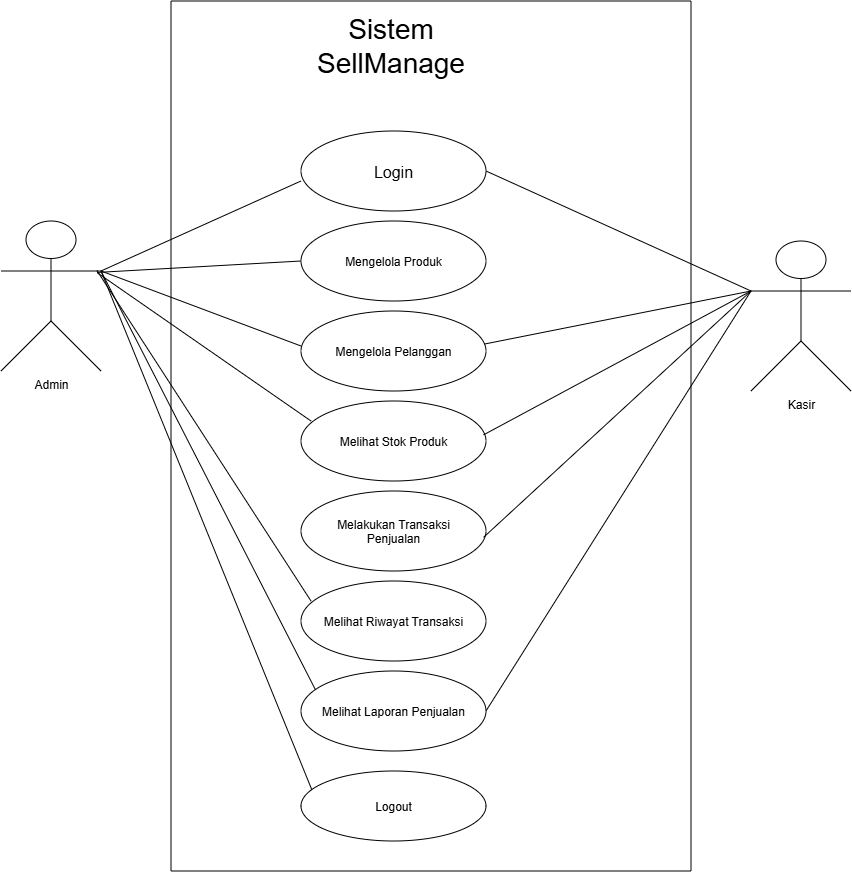 Sistem
SellManage
Login
Mengelola Produk
Mengelola Pelanggan
Admin
Kasir
Melihat Stok Produk
Melakukan Transaksi
Penjualan
Melihat Riwayat Transaksi
Melihat Laporan Penjualan
Logout